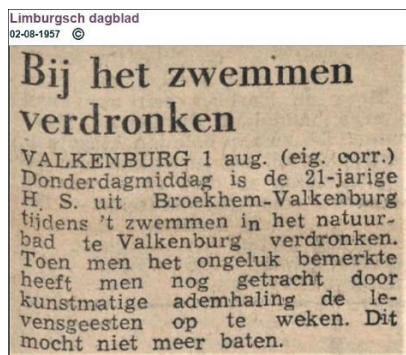 Limburgsch dagblad
02-08-1957 ©
Bij het zwemmen
verdronken
VALKENBURG 1 aug. (eig. corr.)
Donderdagmiddag is de 21-jarige
H. S. uit Broekhem-Valkenburg
tijdens 't zwemmen in het natuur-
bad te Valkenburg verdronken.
Toen men het ongeluk bemerkte
heeft men nog getracht door
kunstmatige ademhaling de le-
vensgeesten op te weken. Dit
mocht niet meer baten.